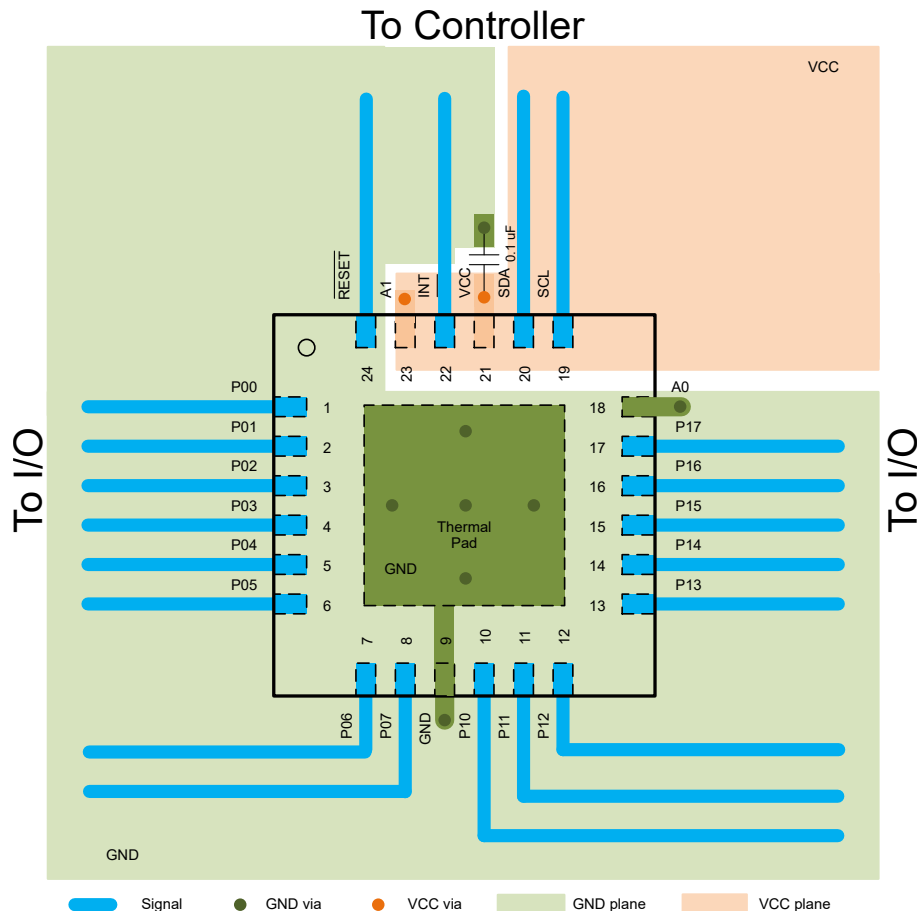 To Controller
VCC
RESET
A1
INT
VCC
0.1 uF
SDA
SCL
24
23
22
21
20
19
P00
1
18
A0
P01
2
17
P17
P02
3
16
P16
P03
4
15
P15
P04
5
14
P14
P05
6
13
P13
To I/O
To I/O
Thermal
Pad
GND
7
8
9
10
11
12
P06
P07
GND
P10
P11
P12
GND
Signal
GND via
VCC via
GND plane
VCC plane